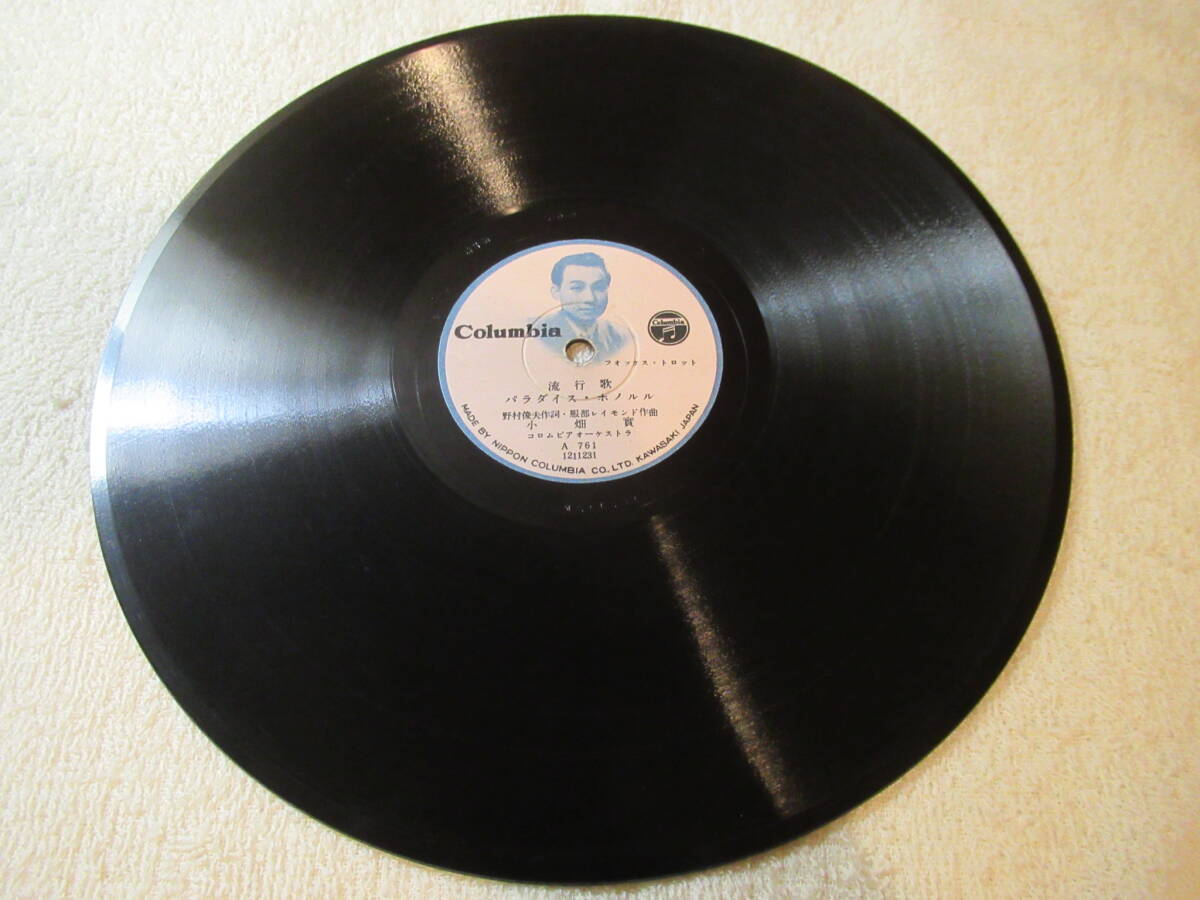 Columbia
Columbia
フオックス・トロット
流行歌
パラダイス・ホノルル
野村俊夫作詞・服部レイモンド作曲
小畑實
コロムビアオーケストラ
A 761
1211231
MADE BY NIPPON COLUMBIA CO., LTD. KAWASAKI JAPAN